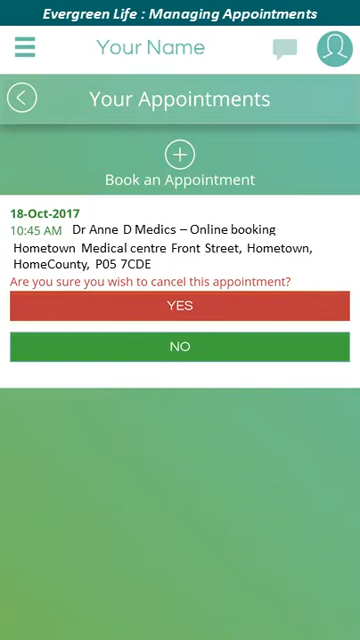 Evergreen Life : Managing Appointments
Your Name
Your Appointments
Book an Appointment
18-Oct-2017
10:45 AM Dr Anne D Medics – Online booking
Hometown Medical centre Front Street, Hometown,
HomeCounty, P05 7CDE
Are you sure you wish to cancel this appointment?
YES
NO